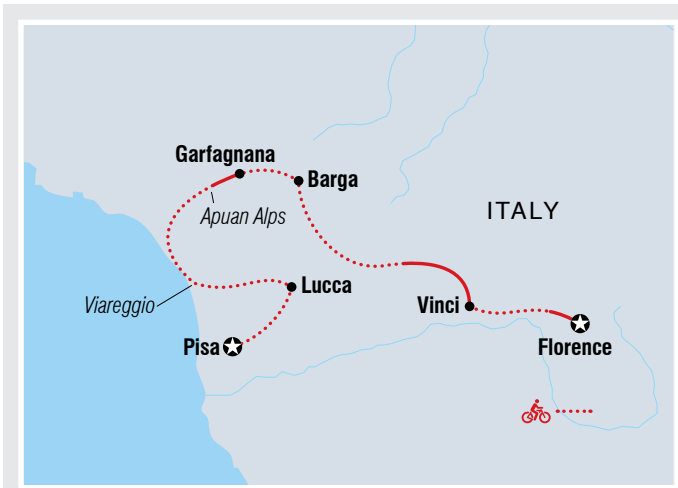 Garfagnana
Barga
Apuan Alps
ITALY
Viareggio
Lucca
Vinci
Pisa
Florence